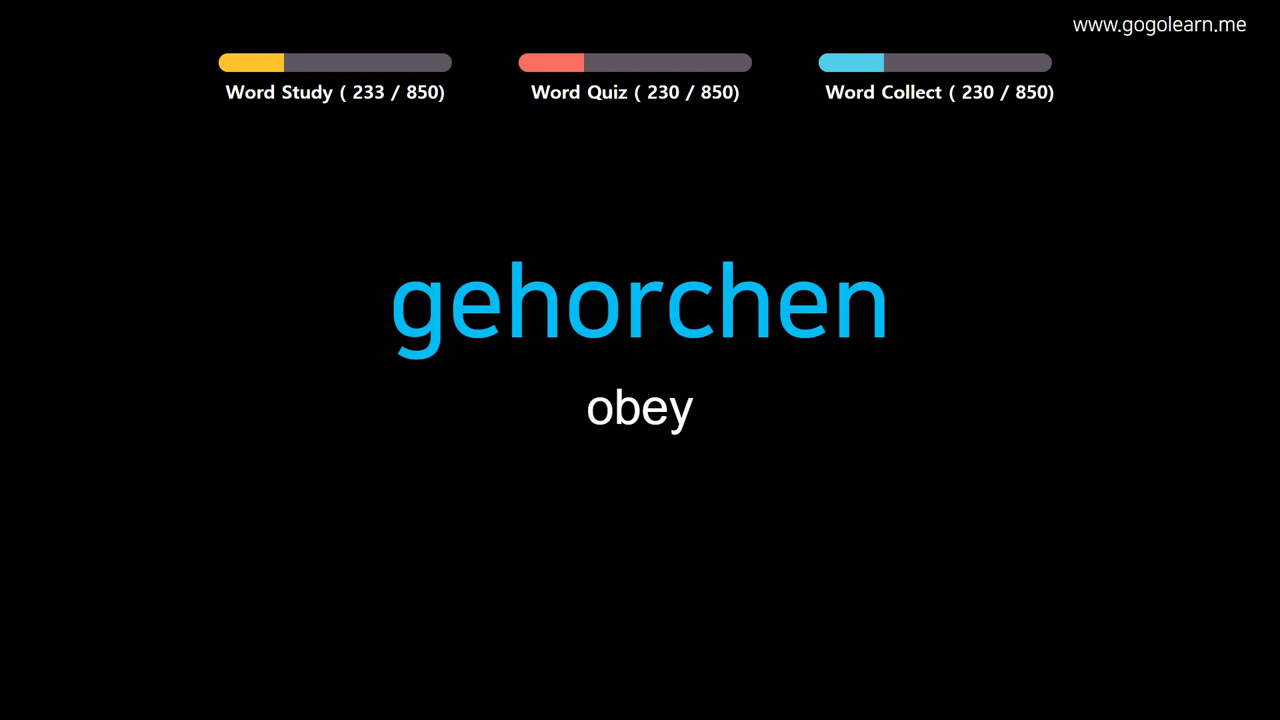 www.gogolearn.me
Word Study ( 233 / 850)
Word Quiz ( 230 / 850)
Word Collect ( 230 / 850)
gehorchen
obey